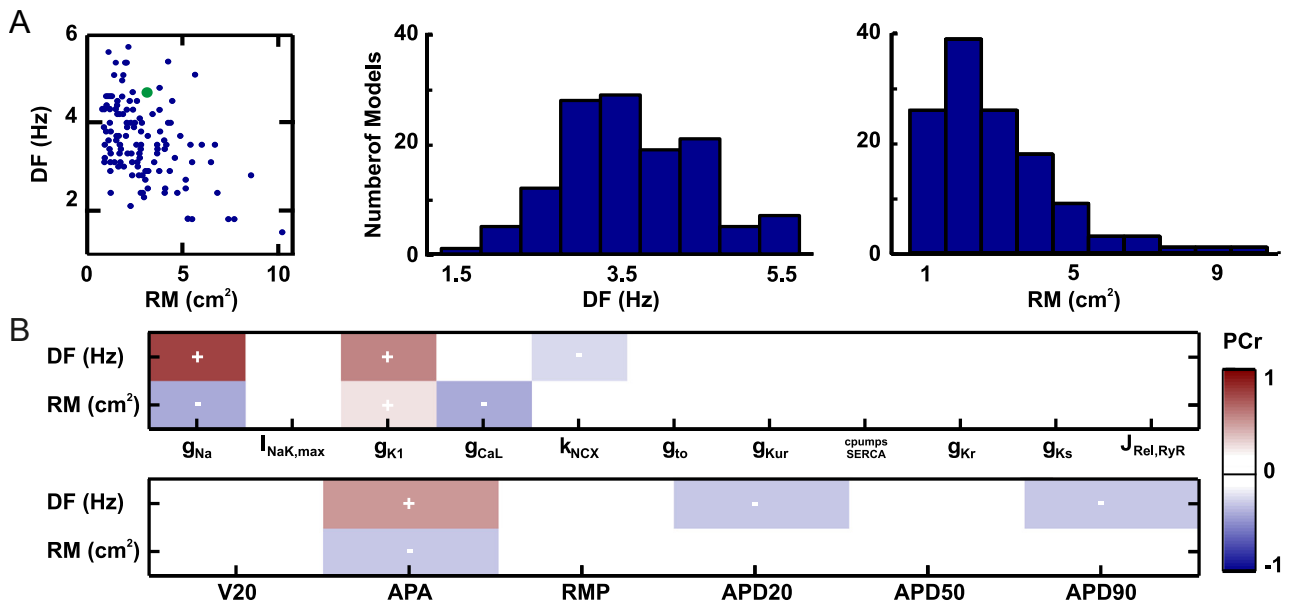 A
6
4
2
DF (Hz)
0
5
10
RM (cm²)
40
20
0
Numberof Models
1.5
3.5
5.5
DF (Hz)
40
20
0
1
5
9
RM (cm²)
B
DF (Hz)
+
+
-
RM (cm²)
-
+
-
gNa
INaK,max
gK1
gCaL
kNCX
gto
gKur
cpumps
SERCA
gKr
gKs
JRel,RyR
DF (Hz)
+
-
-
RM (cm²)
-
V20
APA
RMP
APD20
APD50
APD90
PCr
1
0
-1